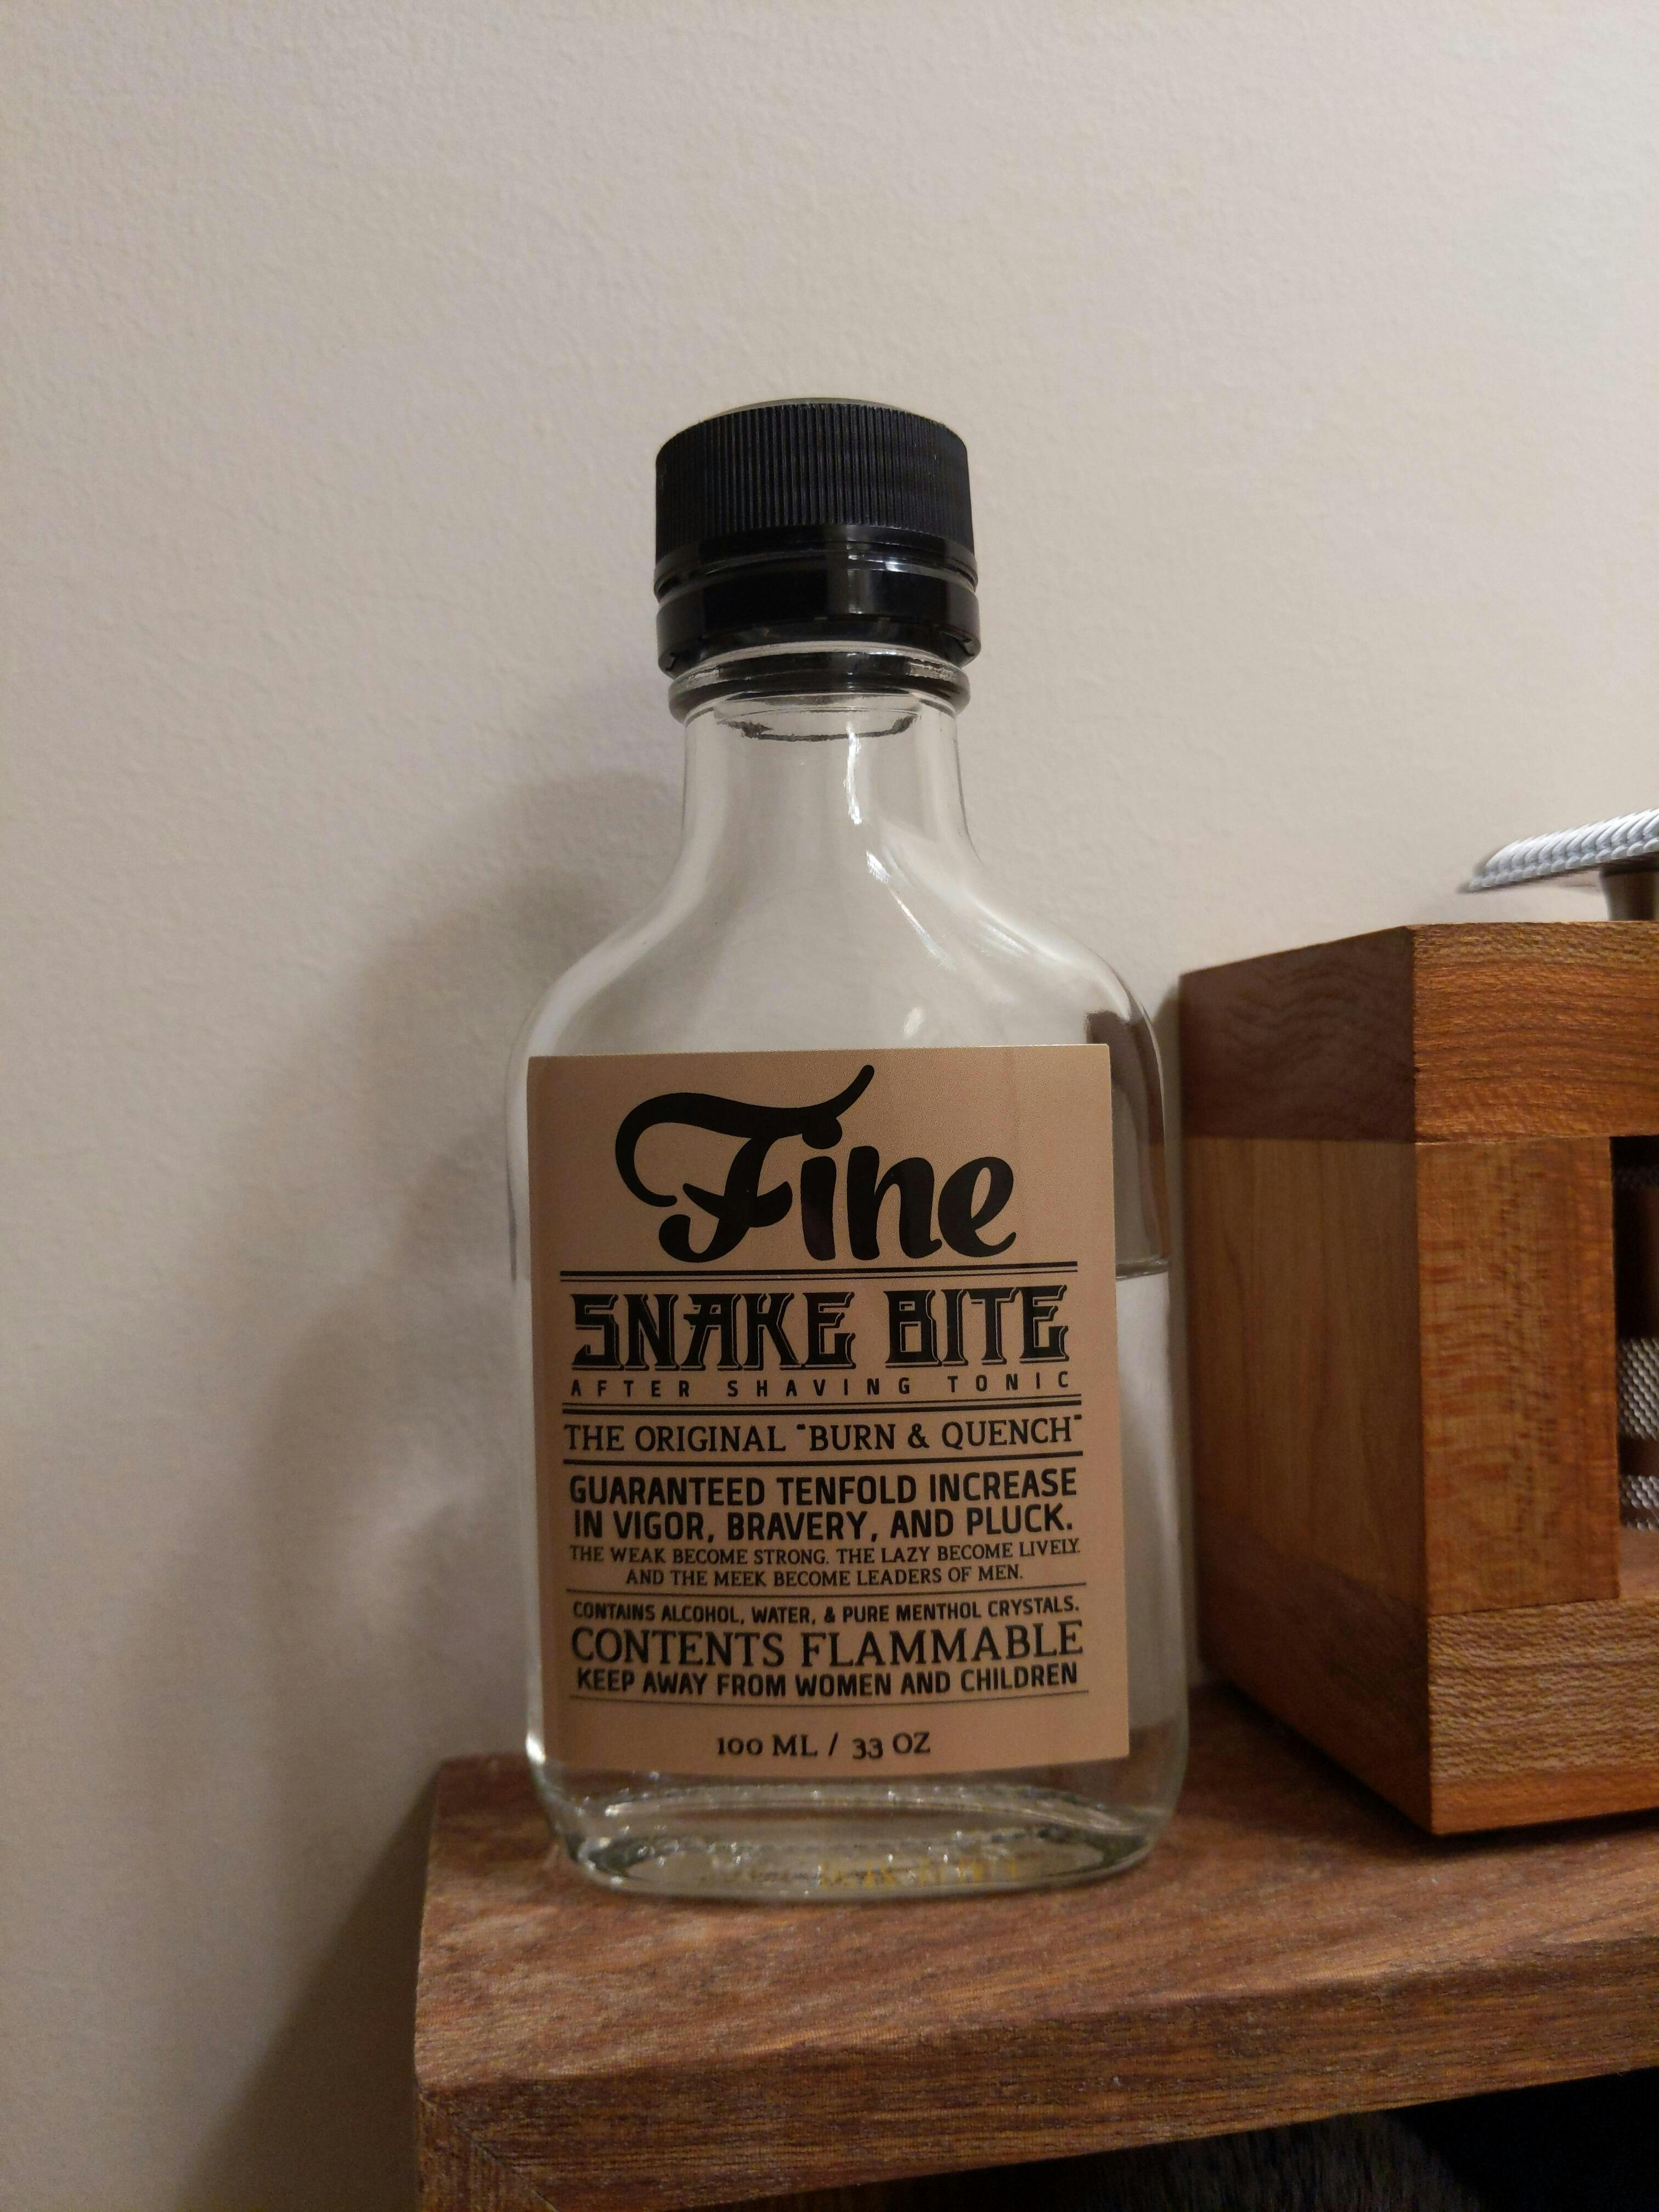 Fine
SNAKE BITE
AFTER SHAVING TONIC
THE ORIGINAL "BURN & QUENCH"
GUARANTEED TENFOLD INCREASE
IN VIGOR, BRAVERY, AND PLUCK.
THE WEAK BECOME STRONG. THE LAZY BECOME LIVELY.
AND THE MEEK BECOME LEADERS OF MEN.
CONTAINS ALCOHOL, WATER, & PURE MENTHOL CRYSTALS.
CONTENTS FLAMMABLE
KEEP AWAY FROM WOMEN AND CHILDREN
100 ML / 33 OZ